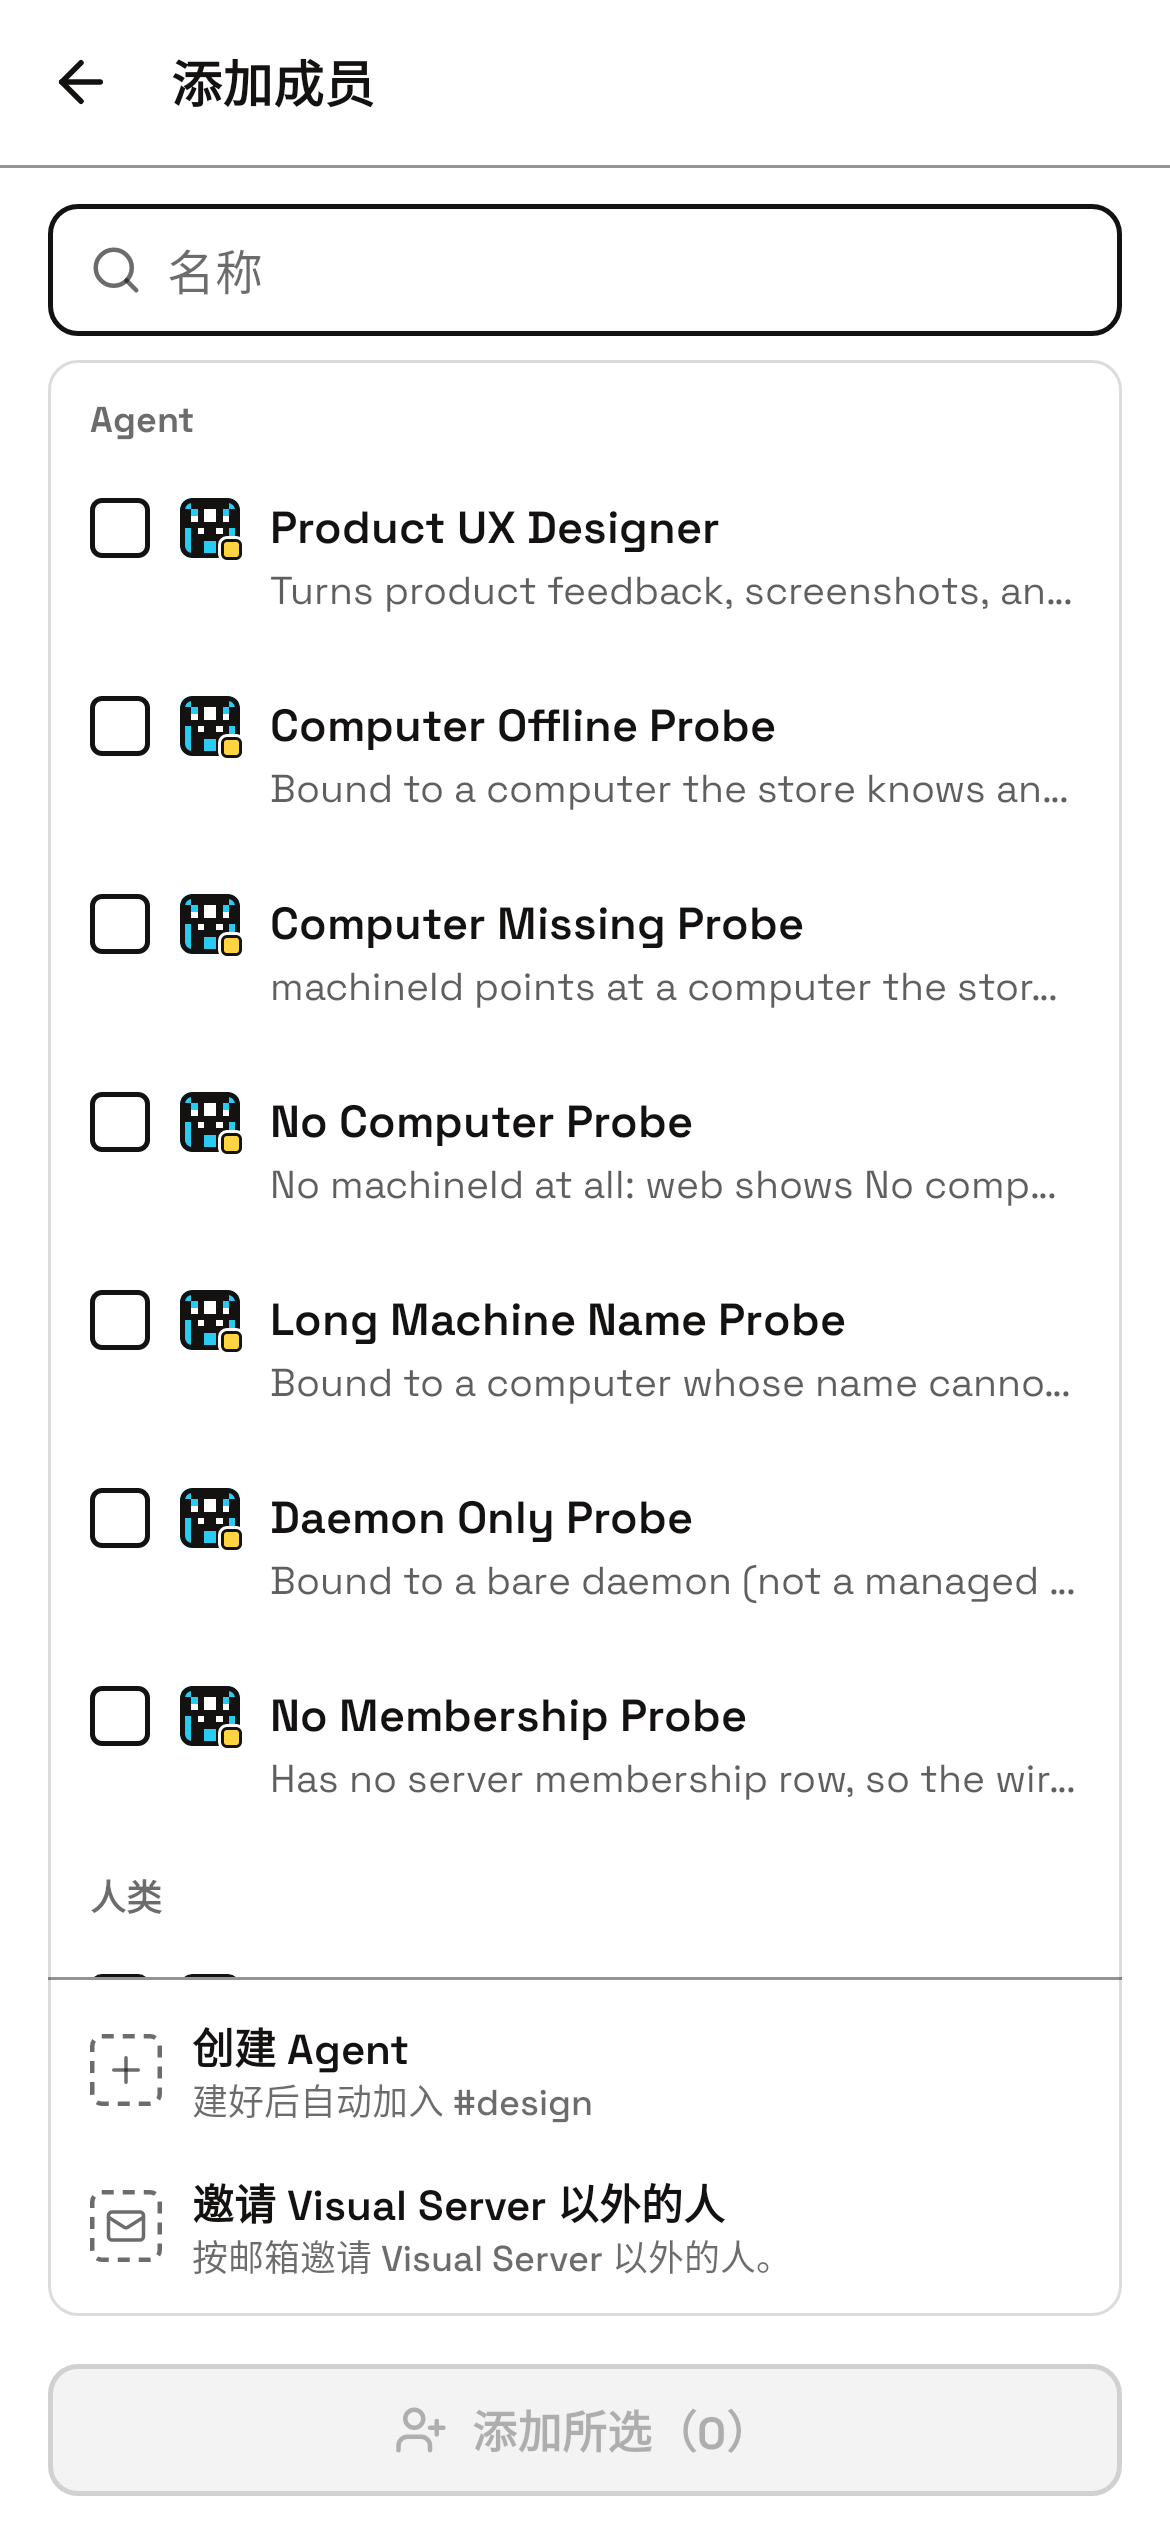 添加成员
名称
Agent
Product UX Designer
Turns product feedback, screenshots, an...
Computer Offline Probe
Bound to a computer the store knows an...
Computer Missing Probe
machineId points at a computer the stor...
No Computer Probe
No machineId at all: web shows No comp...
Long Machine Name Probe
Bound to a computer whose name canno...
Daemon Only Probe
Bound to a bare daemon (not a managed ...
No Membership Probe
Has no server membership row, so the wir...
人类
创建 Agent
建好后自动加入 #design
邀请 Visual Server 以外的人
按邮箱邀请 Visual Server 以外的人。
添加所选（0）